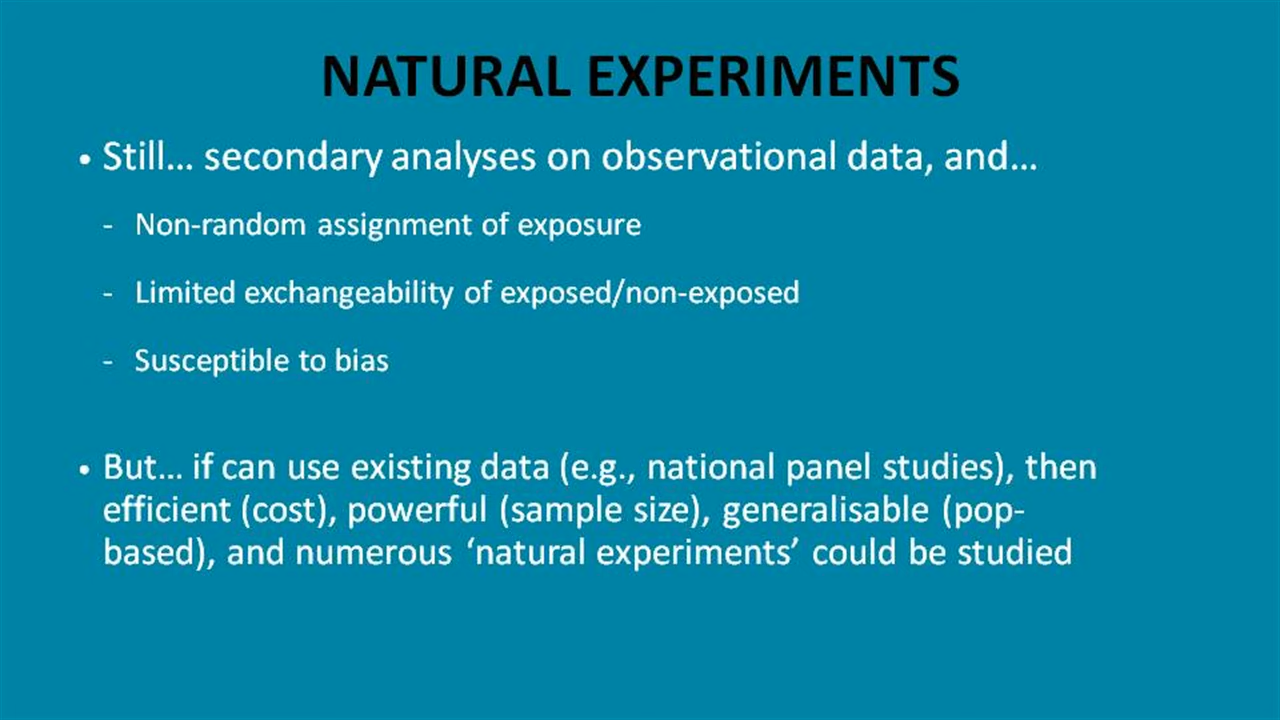 NATURAL EXPERIMENTS
• Still... secondary analyses on observational data, and...
- Non-random assignment of exposure
- Limited exchangeability of exposed/non-exposed
- Susceptible to bias
• But... if can use existing data (e.g., national panel studies), then
efficient (cost), powerful (sample size), generalisable (pop-
based), and numerous ‘natural experiments’ could be studied